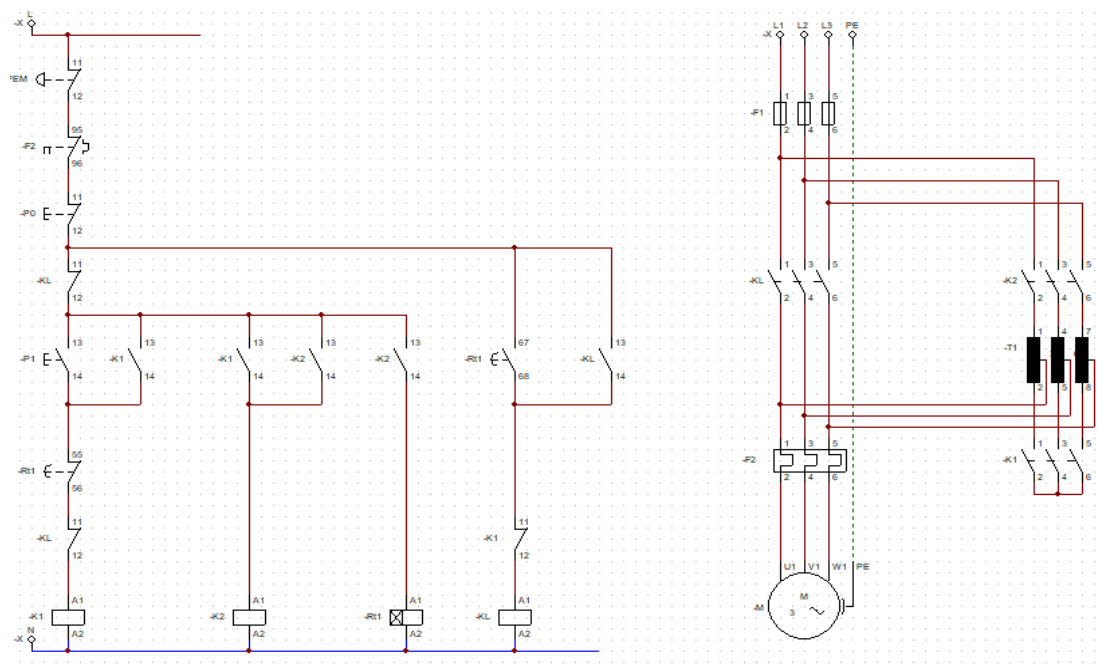 L
-X
11
PEM
12
95
-F2
96
11
-P0
12
11
-KL
12
13
-P1
14
13
-K1
14
13
-K1
14
13
-K2
14
13
-K2
14
67
-Rt1
68
13
-KL
14
55
-Rt1
56
11
-KL
12
11
-K1
12
A1
-K1
A2
A1
-K2
A2
A1
-Rt1
A2
A1
-KL
A2
N
-X
L1 L2 L3 PE
-X
1 3 5
-F1
2 4 6
1 3 5
-KL
2 4 6
1 3 5
-K2
2 4 6
1 4 7
-T1
2 5 8
1 3 5
-F2
2 4 6
1 3 5
-K1
2 4 6
U1 V1 W1 PE
M
-M
3